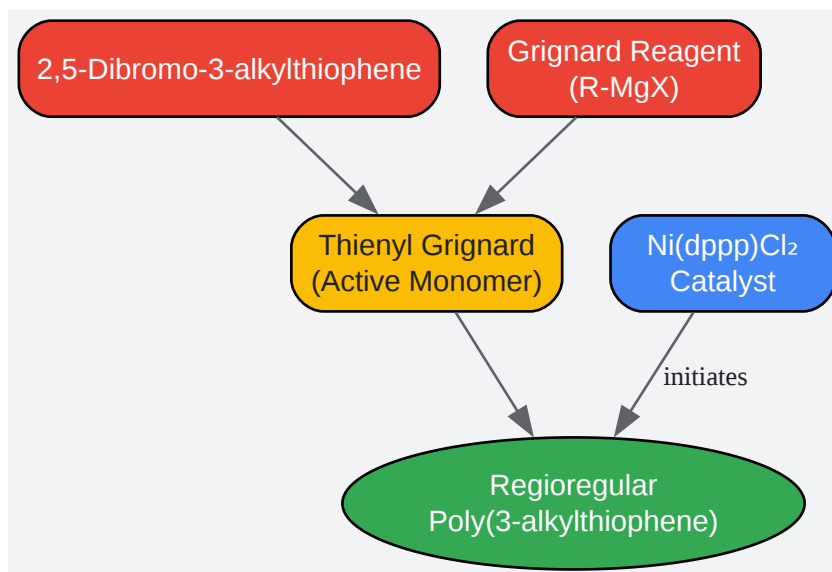 2,5-Dibromo-3-alkylthiophene
Grignard Reagent
(R-MgX)
Thienyl Grignard
(Active Monomer)
Ni(dppp)Cl₂
Catalyst
initiates
Regioregular
Poly(3-alkylthiophene)